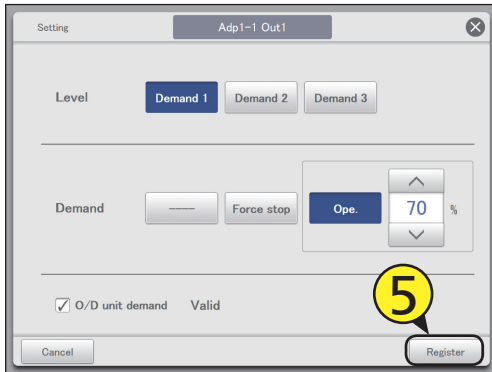 Setting Adp1-1 Out1
Level Demand 1 Demand 2 Demand 3
Demand ---- Force stop Ope. 70 %
O/D unit demand Valid
5
Cancel Register